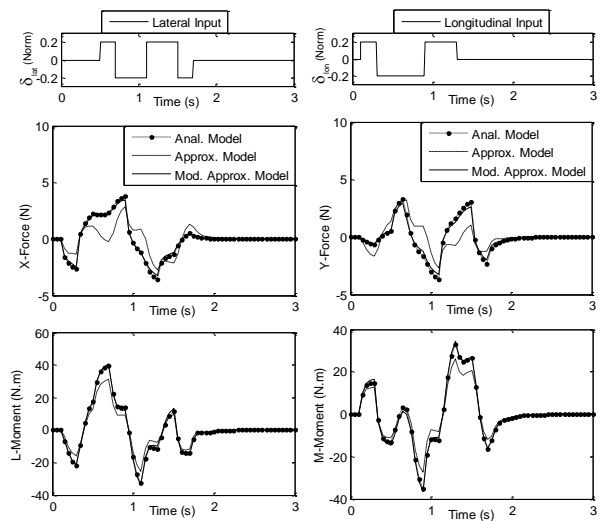 Lateral Input
δlat (Norm)
0.2
0
-0.2
0 1 2 3
Time (s)
Longitudinal Input
δlon (Norm)
0.2
0
-0.2
0 1 2 3
Time (s)
X-Force (N)
10
5
0
-5
Anal. Model
Approx. Model
Mod. Approx. Model
0 1 2 3
Time (s)
Y-Force (N)
10
5
0
-5
Anal. Model
Approx. Model
Mod. Approx. Model
0 1 2 3
Time (s)
L-Moment (N.m)
60
40
20
0
-20
-40
0 1 2 3
Time (s)
M-Moment (N.m)
40
20
0
-20
-40
0 1 2 3
Time (s)